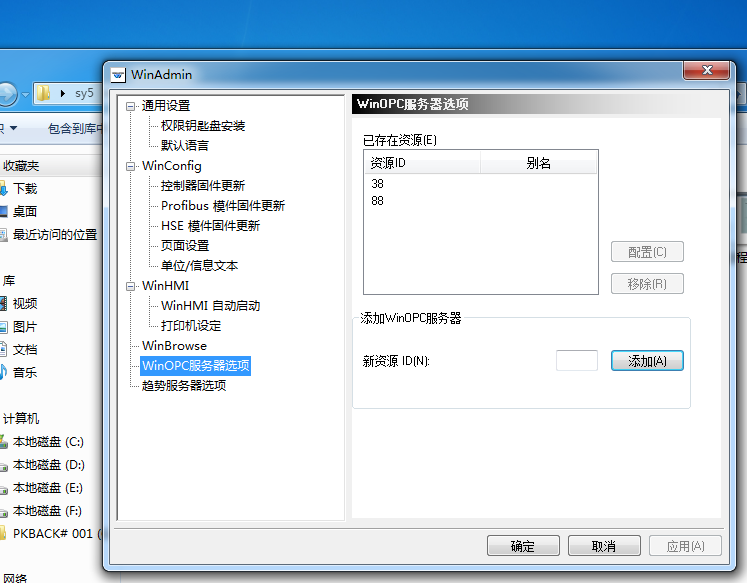 WinAdmin
sy5
包含到库中
收藏夹
下载
桌面
最近访问的位置
库
视频
图片
文档
音乐
计算机
本地磁盘 (C:)
本地磁盘 (D:)
本地磁盘 (E:)
本地磁盘 (F:)
PKBACK# 001 (
网络
通用设置
权限钥匙盘安装
默认语言
WinConfig
控制器固件更新
Profibus 模件固件更新
HSE 模件固件更新
页面设置
单位/信息文本
WinHMI
WinHMI 自动启动
打印机设定
WinBrowse
WinOPC服务器选项
趋势服务器选项
WinOPC服务器选项
已存在资源(E)
资源ID 别名
38
88
配置(C)
移除(R)
添加WinOPC服务器
新资源 ID(N):
添加(A)
确定 取消 应用(A)
程